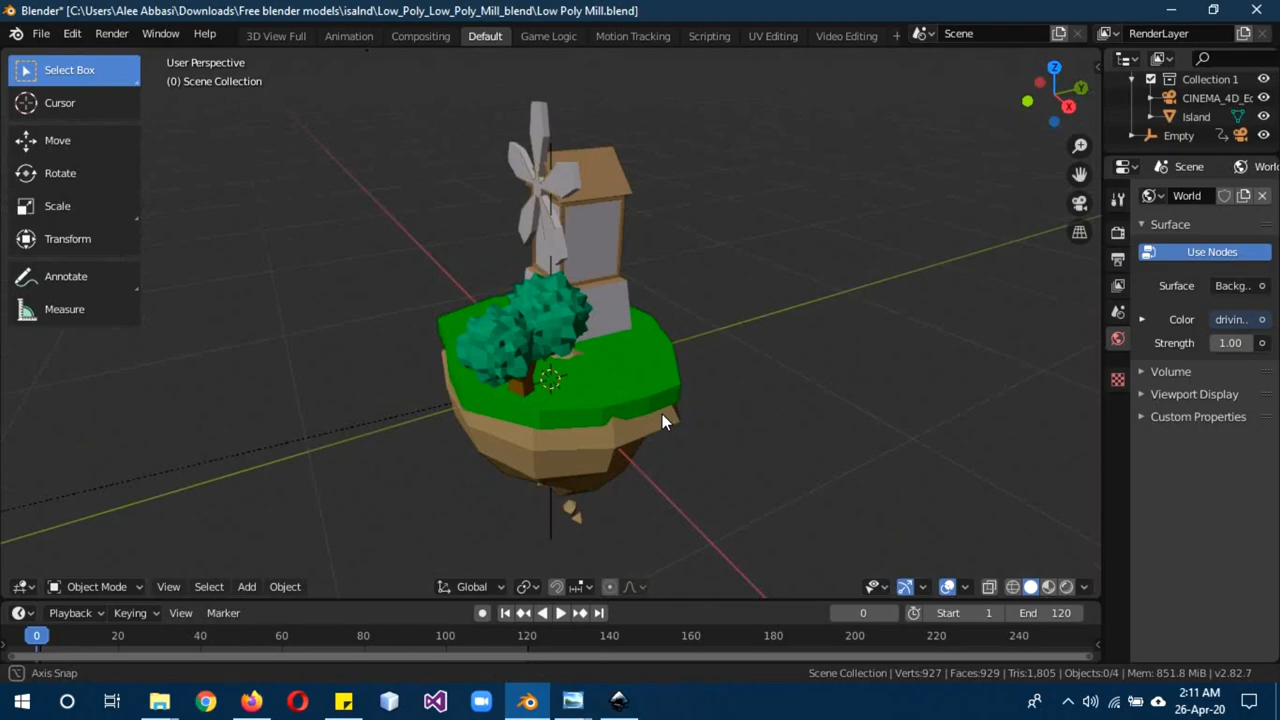 Blender* [C:\Users\Alee Abbasi\Downloads\Free blender models\isalnd\Low_Poly_Low_Poly_Mill_blend\Low Poly Mill.blend]
File Edit Render Window Help
3D View Full Animation Compositing Default Game Logic Motion Tracking Scripting UV Editing Video Editing + Scene RenderLayer
Select Box
Cursor
Move
Rotate
Scale
Transform
Annotate
Measure
User Perspective
(0) Scene Collection
Z
Y
X
Collection 1
CINEMA_4D_Ec
Island
Empty
Scene Worl
World
Surface
Use Nodes
Surface Backg..
Color drivin..
Strength 1.00
Volume
Viewport Display
Custom Properties
Object Mode View Select Add Object Global
Playback Keying View Marker 0 Start 1 End 120
0 20 40 60 80 100 120 140 160 180 200 220 240
Axis Snap Scene Collection | Verts:927 | Faces:929 | Tris:1,805 | Objects:0/4 | Mem: 851.8 MiB | v2.82.7
2:11 AM
26-Apr-20